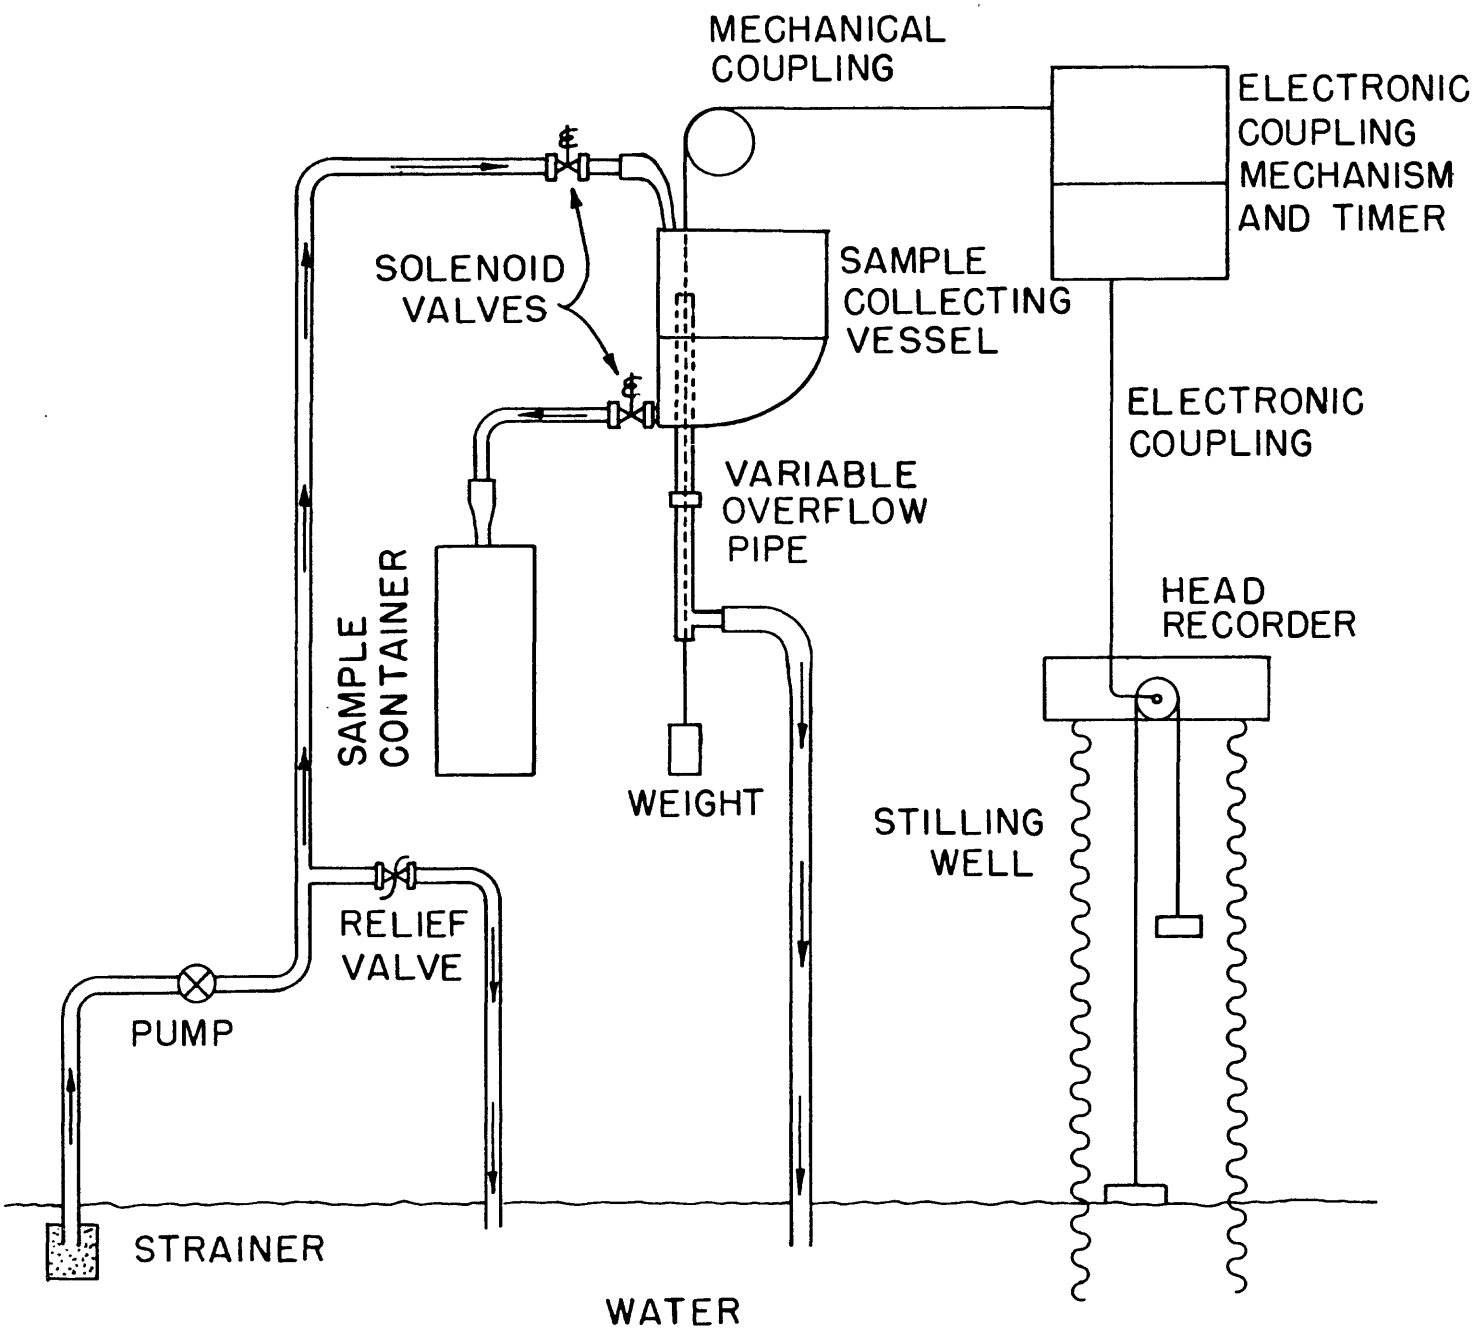 MECHANICAL
COUPLING
ELECTRONIC
COUPLING
MECHANISM
AND TIMER
SOLENOID
VALVES
SAMPLE
COLLECTING
VESSEL
ELECTRONIC
COUPLING
VARIABLE
OVERFLOW
PIPE
SAMPLE
CONTAINER
HEAD
RECORDER
WEIGHT
STILLING
WELL
RELIEF
VALVE
PUMP
STRAINER
WATER